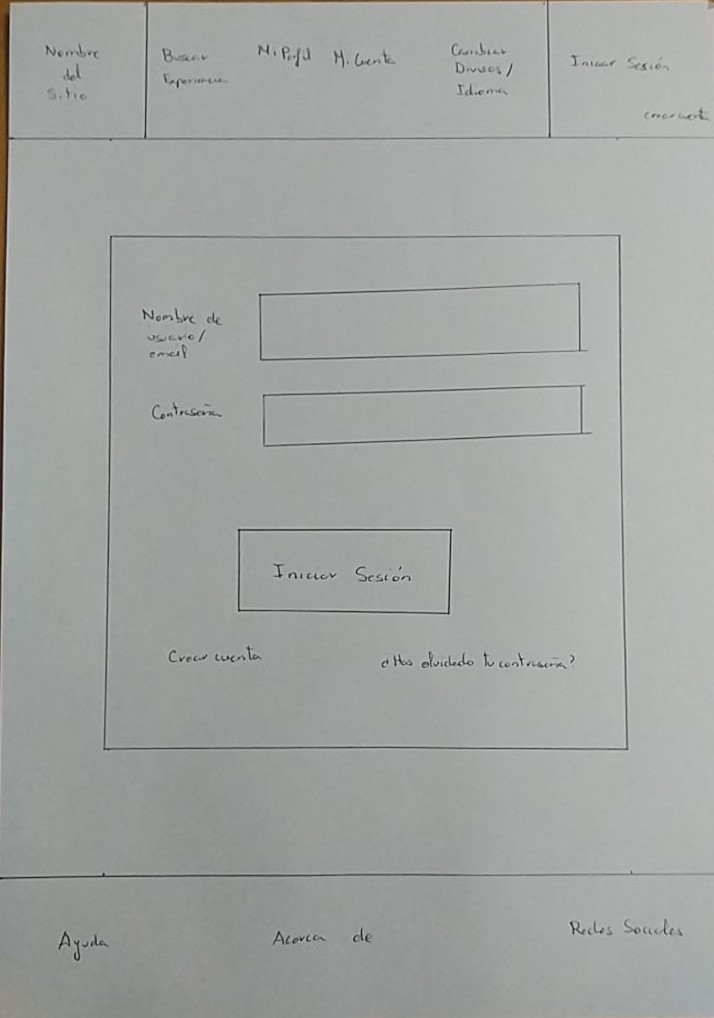 Nombre
del
Sitio
Buscar
Experiencia
Mi Perfil
Mi Cuenta
Cambiar
Divisas/
Idioma
Iniciar Sesión
crear cuenta
Nombre de
usuario/
email
Contraseña
Iniciar Sesión
Crear cuenta
¿Has olvidado tu contraseña?
Ayuda
Acerca de
Redes Sociales